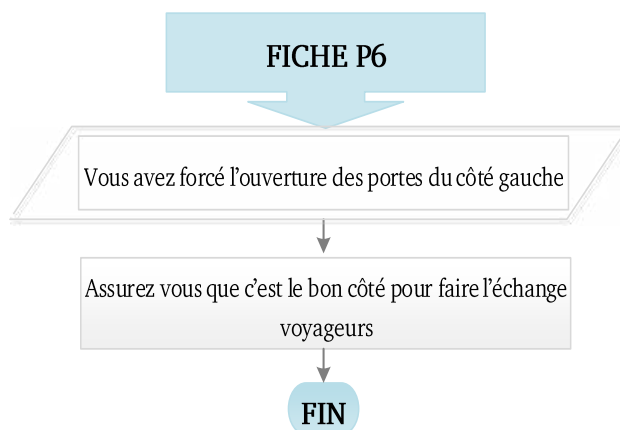 FICHE P6
Vous avez forcé l’ouverture des portes du côté gauche
Assurez vous que c’est le bon côté pour faire l’échange
voyageurs
FIN